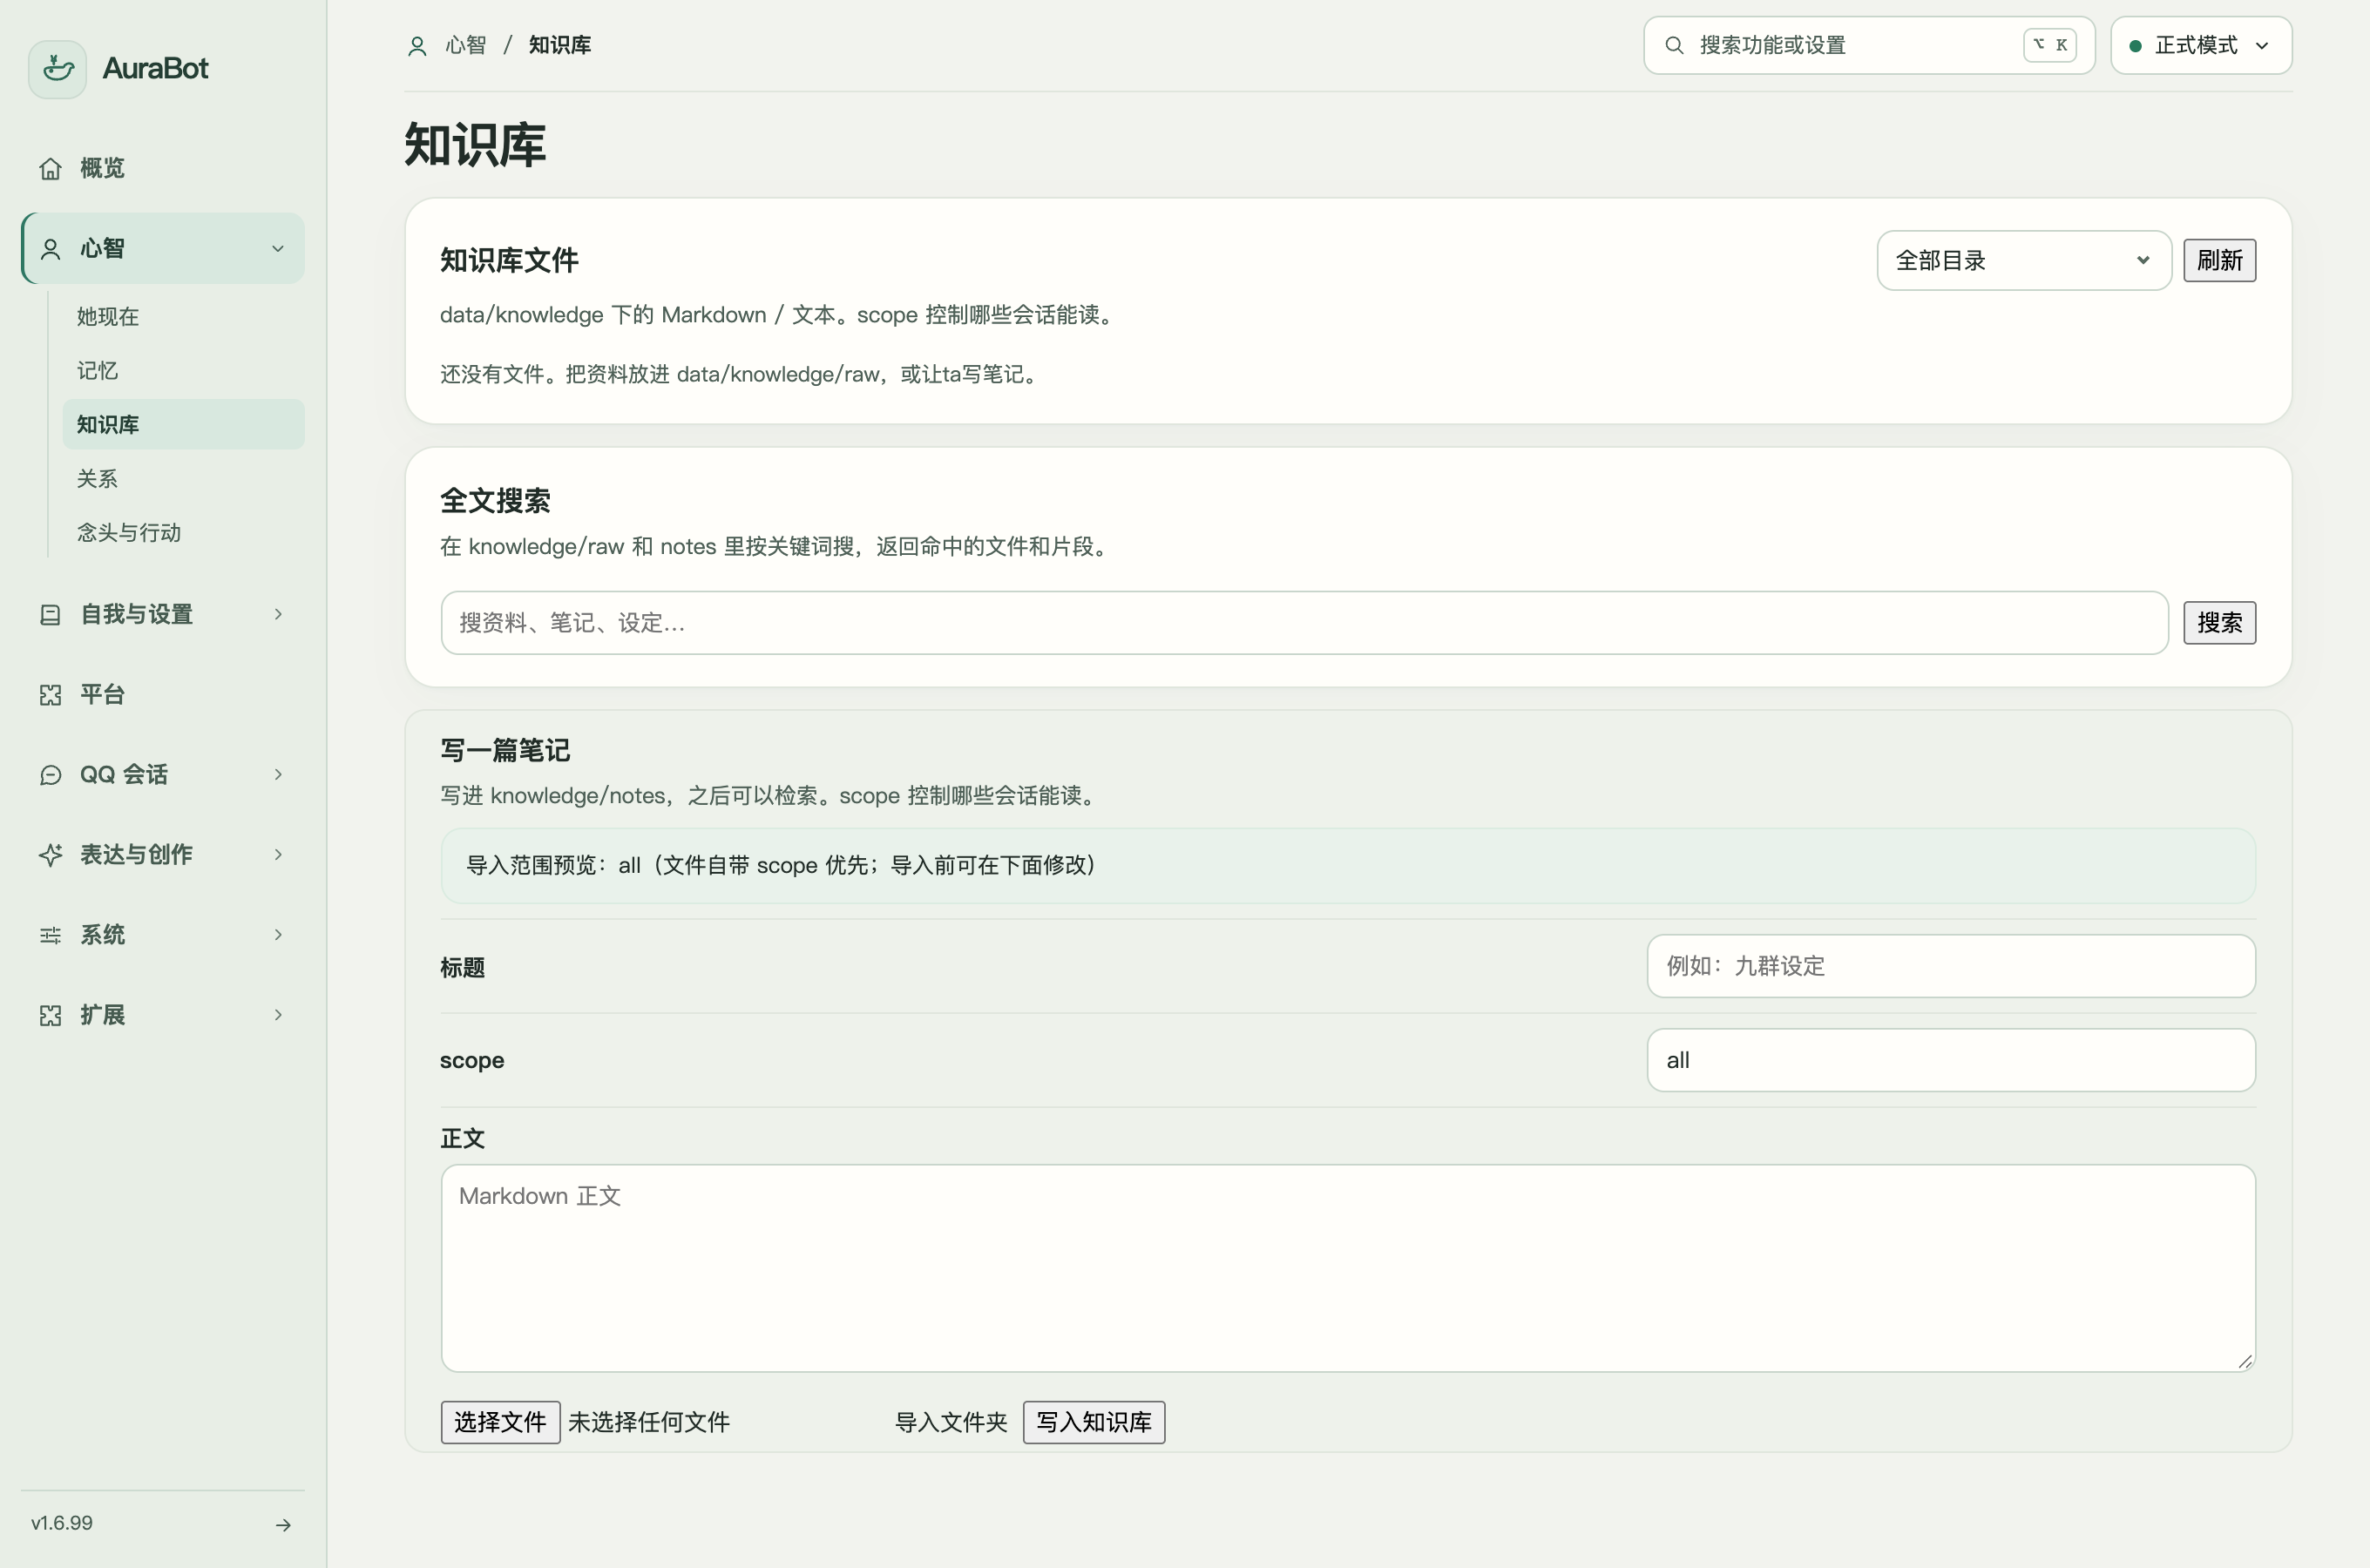 AuraBot
概览
心智
她现在
记忆
知识库
关系
念头与行动
自我与设置
平台
QQ 会话
表达与创作
系统
扩展
v1.6.99
心智 / 知识库
搜索功能或设置
⌥ K
正式模式
知识库
知识库文件
全部目录
刷新
data/knowledge 下的 Markdown / 文本。scope 控制哪些会话能读。
还没有文件。把资料放进 data/knowledge/raw，或让ta写笔记。
全文搜索
在 knowledge/raw 和 notes 里按关键词搜，返回命中的文件和片段。
搜资料、笔记、设定...
搜索
写一篇笔记
写进 knowledge/notes，之后可以检索。scope 控制哪些会话能读。
导入范围预览：all（文件自带 scope 优先；导入前可在下面修改）
标题
例如：九群设定
scope
all
正文
Markdown 正文
选择文件 未选择任何文件
导入文件夹
写入知识库